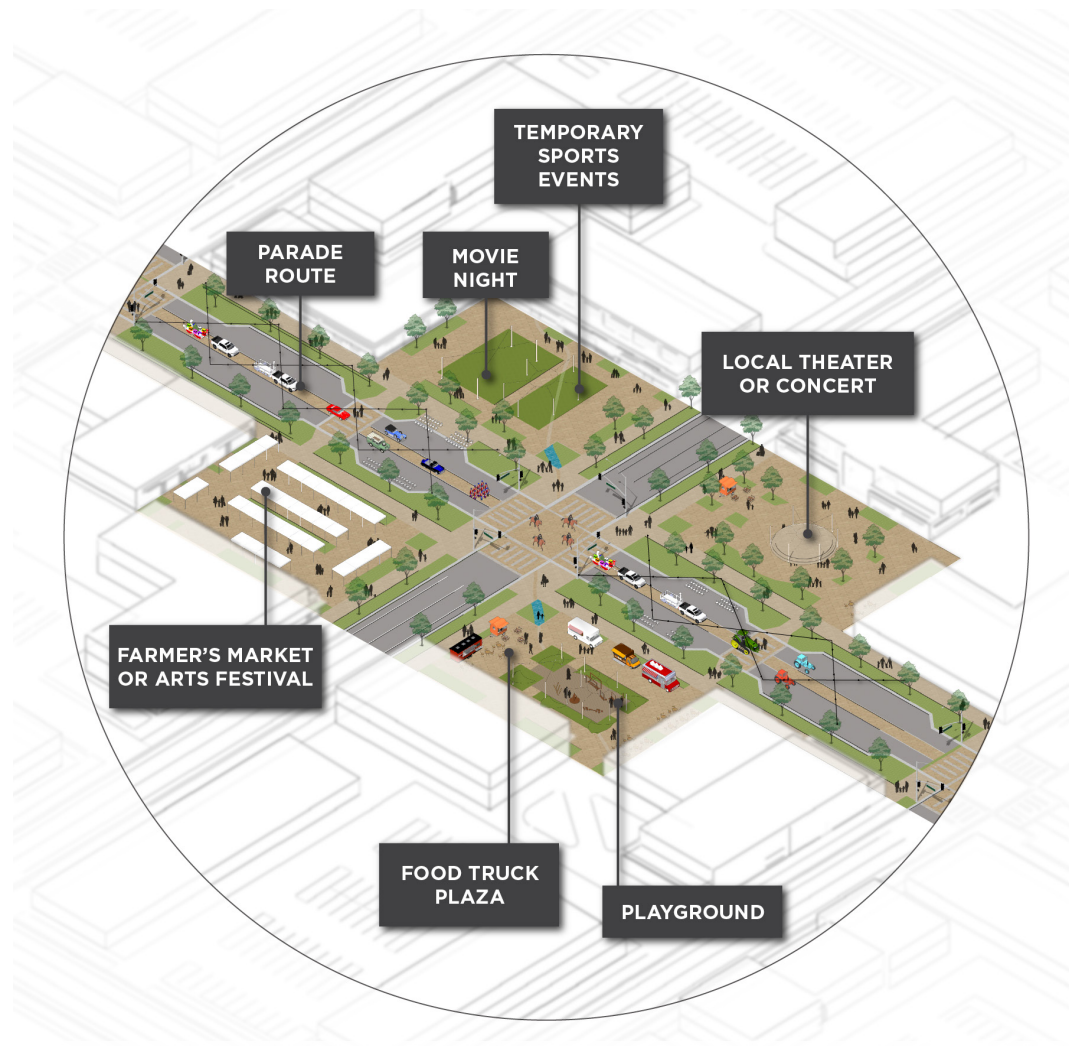 TEMPORARY
SPORTS
EVENTS
PARADE
ROUTE
MOVIE
NIGHT
LOCAL THEATER
OR CONCERT
FARMER'S MARKET
OR ARTS FESTIVAL
FOOD TRUCK
PLAZA
PLAYGROUND